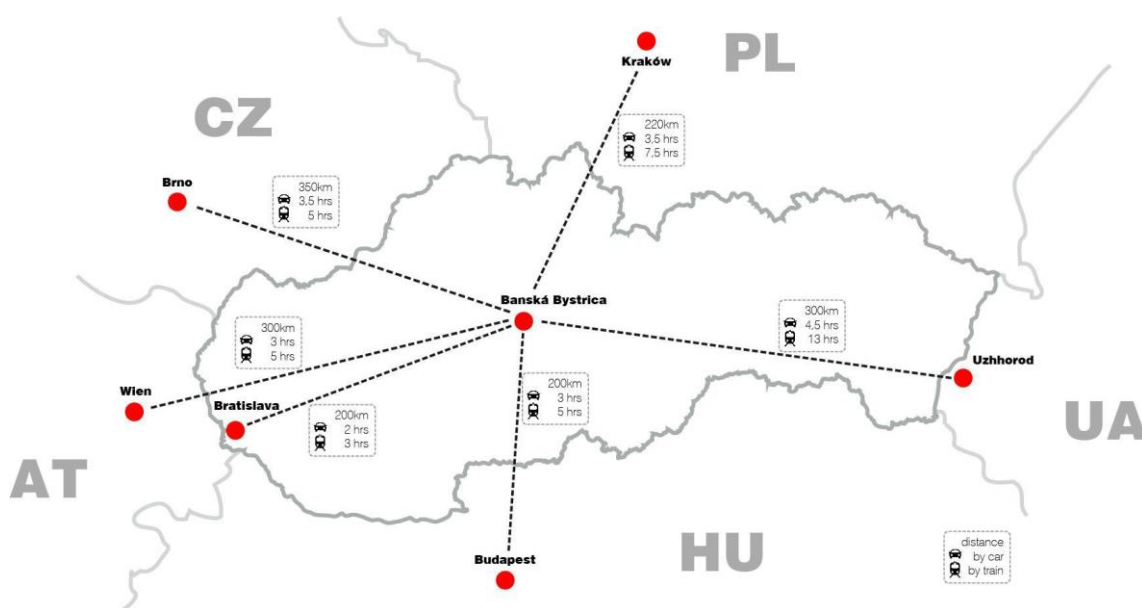 PL
Kraków
CZ
220km
3,5 hrs
7,5 hrs
Brno
350km
3,5 hrs
5 hrs
Banská Bystrica
300km
4,5 hrs
13 hrs
300km
3 hrs
5 hrs
Uzhhorod
Wien
Bratislava
200km
3 hrs
5 hrs
200km
2 hrs
3 hrs
UA
AT
HU
Budapest
distance
by car
by train